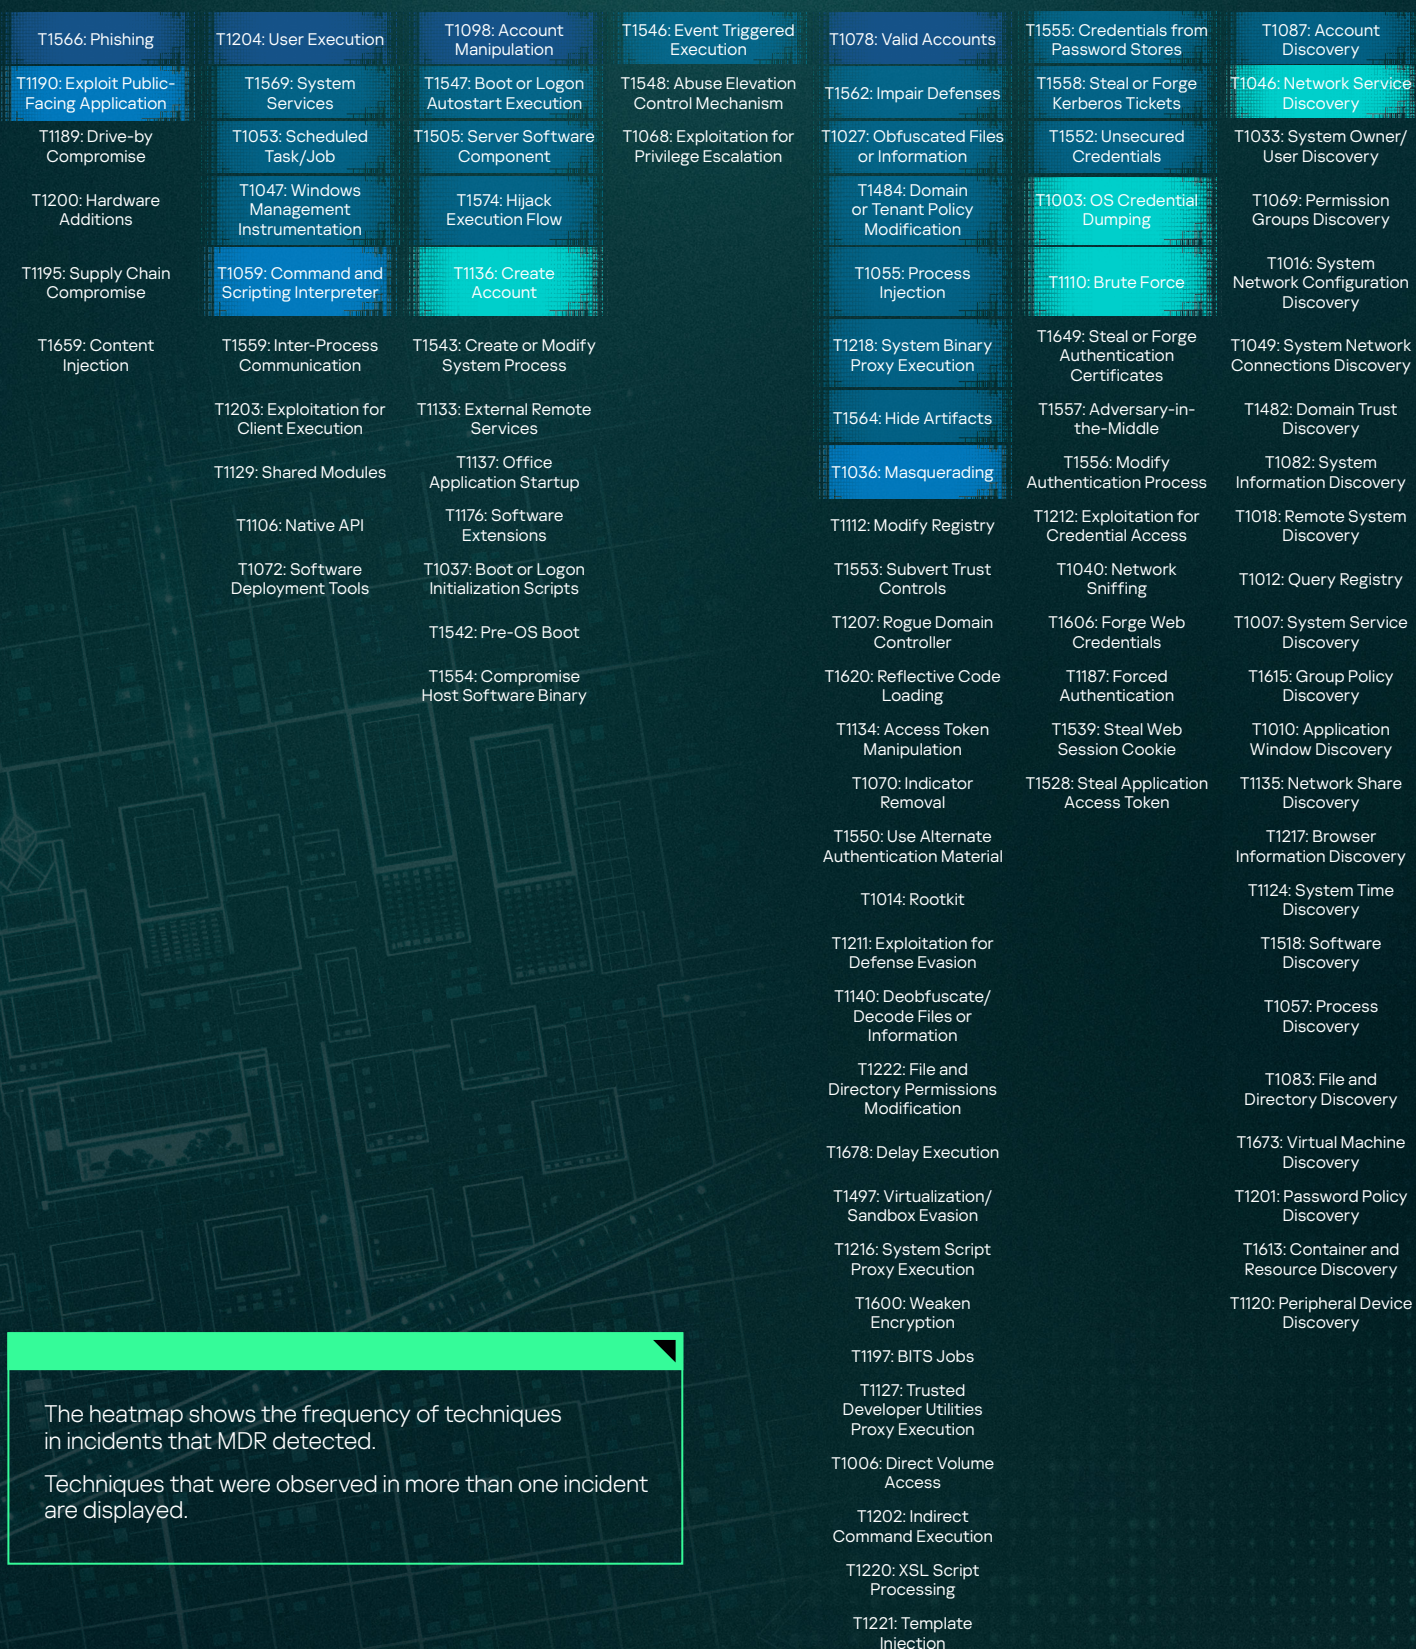 T1566: Phishing
T1190: Exploit Public-
Facing Application
T1189: Drive-by
Compromise
T1200: Hardware
Additions
T1195: Supply Chain
Compromise
T1659: Content
Injection
T1204: User Execution
T1569: System
Services
T1053: Scheduled
Task/Job
T1047: Windows
Management
Instrumentation
T1059: Command and
Scripting Interpreter
T1559: Inter-Process
Communication
T1203: Exploitation for
Client Execution
T1129: Shared Modules
T1106: Native API
T1072: Software
Deployment Tools
T1098: Account
Manipulation
T1547: Boot or Logon
Autostart Execution
T1505: Server Software
Component
T1574: Hijack
Execution Flow
T1136: Create
Account
T1543: Create or Modify
System Process
T1133: External Remote
Services
T1137: Office
Application Startup
T1176: Software
Extensions
T1037: Boot or Logon
Initialization Scripts
T1542: Pre-OS Boot
T1554: Compromise
Host Software Binary
T1546: Event Triggered
Execution
T1548: Abuse Elevation
Control Mechanism
T1068: Exploitation for
Privilege Escalation
T1078: Valid Accounts
T1562: Impair Defenses
T1027: Obfuscated Files
or Information
T1484: Domain
or Tenant Policy
Modification
T1055: Process
Injection
T1218: System Binary
Proxy Execution
T1564: Hide Artifacts
T1036: Masquerading
T1112: Modify Registry
T1553: Subvert Trust
Controls
T1207: Rogue Domain
Controller
T1620: Reflective Code
Loading
T1134: Access Token
Manipulation
T1070: Indicator
Removal
T1550: Use Alternate
Authentication Material
T1014: Rootkit
T1211: Exploitation for
Defense Evasion
T1140: Deobfuscate/
Decode Files or
Information
T1222: File and
Directory Permissions
Modification
T1678: Delay Execution
T1497: Virtualization/
Sandbox Evasion
T1216: System Script
Proxy Execution
T1600: Weaken
Encryption
T1197: BITS Jobs
T1127: Trusted
Developer Utilities
Proxy Execution
T1006: Direct Volume
Access
T1202: Indirect
Command Execution
T1220: XSL Script
Processing
T1221: Template
Injection
T1555: Credentials from
Password Stores
T1558: Steal or Forge
Kerberos Tickets
T1552: Unsecured
Credentials
T1003: OS Credential
Dumping
T1110: Brute Force
T1649: Steal or Forge
Authentication
Certificates
T1557: Adversary-in-
the-Middle
T1556: Modify
Authentication Process
T1212: Exploitation for
Credential Access
T1040: Network
Sniffing
T1606: Forge Web
Credentials
T1187: Forced
Authentication
T1539: Steal Web
Session Cookie
T1528: Steal Application
Access Token
T1087: Account
Discovery
T1046: Network Service
Discovery
T1033: System Owner/
User Discovery
T1069: Permission
Groups Discovery
T1016: System
Network Configuration
Discovery
T1049: System Network
Connections Discovery
T1482: Domain Trust
Discovery
T1082: System
Information Discovery
T1018: Remote System
Discovery
T1012: Query Registry
T1007: System Service
Discovery
T1615: Group Policy
Discovery
T1010: Application
Window Discovery
T1135: Network Share
Discovery
T1217: Browser
Information Discovery
T1124: System Time
Discovery
T1518: Software
Discovery
T1057: Process
Discovery
T1083: File and
Directory Discovery
T1673: Virtual Machine
Discovery
T1201: Password Policy
Discovery
T1613: Container and
Resource Discovery
T1120: Peripheral Device
Discovery
The heatmap shows the frequency of techniques
in incidents that MDR detected.
Techniques that were observed in more than one incident
are displayed.